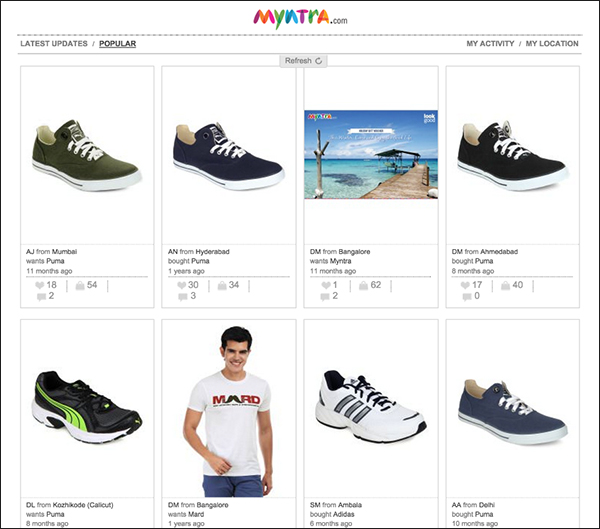 myntra.com
LATEST UPDATES / POPULAR MY ACTIVITY / MY LOCATION
Refresh
myntra.com look good
AJ from Mumbai
wants Puma
11 months ago
18 54
2
AN from Hyderabad
bought Puma
1 years ago
30 34
3
DM from Bangalore
wants Myntra
11 months ago
1 62
2
DM from Ahmedabad
bought Puma
8 months ago
17 40
0
MARD
DL from Kozhikode (Calicut)
wants Puma
8 months ago
DM from Bangalore
wants Mard
1 years ago
SM from Ambala
bought Adidas
6 months ago
AA from Delhi
bought Puma
10 months ago